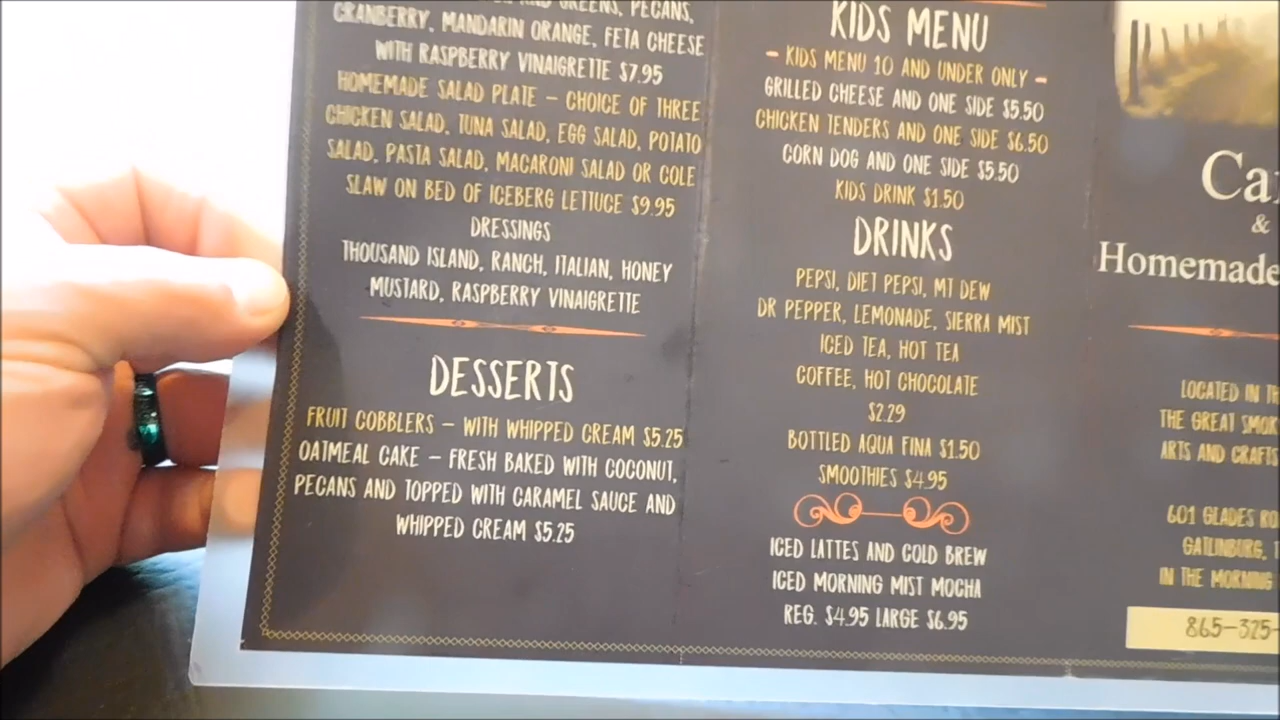 GREENS, PECANS,
CRANBERRY, MANDARIN ORANGE, FETA CHEESE
WITH RASPBERRY VINAIGRETTE $7.95
HOMEMADE SALAD PLATE – CHOICE OF THREE
CHICKEN SALAD, TUNA SALAD, EGG SALAD, POTATO
SALAD, PASTA SALAD, MACARONI SALAD OR COLE
SLAW ON BED OF ICEBERG LETTUCE $9.95
DRESSINGS
THOUSAND ISLAND, RANCH, ITALIAN, HONEY
MUSTARD, RASPBERRY VINAIGRETTE
DESSERTS
FRUIT COBBLERS – WITH WHIPPED CREAM $5.25
OATMEAL CAKE – FRESH BAKED WITH COCONUT,
PECANS AND TOPPED WITH CARAMEL SAUCE AND
WHIPPED CREAM $5.25
KIDS MENU
– KIDS MENU 10 AND UNDER ONLY –
GRILLED CHEESE AND ONE SIDE $5.50
CHICKEN TENDERS AND ONE SIDE $6.50
CORN DOG AND ONE SIDE $5.50
KIDS DRINK $1.50
DRINKS
PEPSI, DIET PEPSI, MT DEW
DR PEPPER, LEMONADE, SIERRA MIST
ICED TEA, HOT TEA
COFFEE, HOT CHOCOLATE
$2.29
BOTTLED AQUA FINA $1.50
SMOOTHIES $4.95
ICED LATTES AND COLD BREW
ICED MORNING MIST MOCHA
REG. $4.95 LARGE $6.95
&
Homemade
LOCATED IN
THE GREAT
ARTS AND CRAFTS
601 GLADES
GATLINBURG,
IN THE MORNING
865-325-